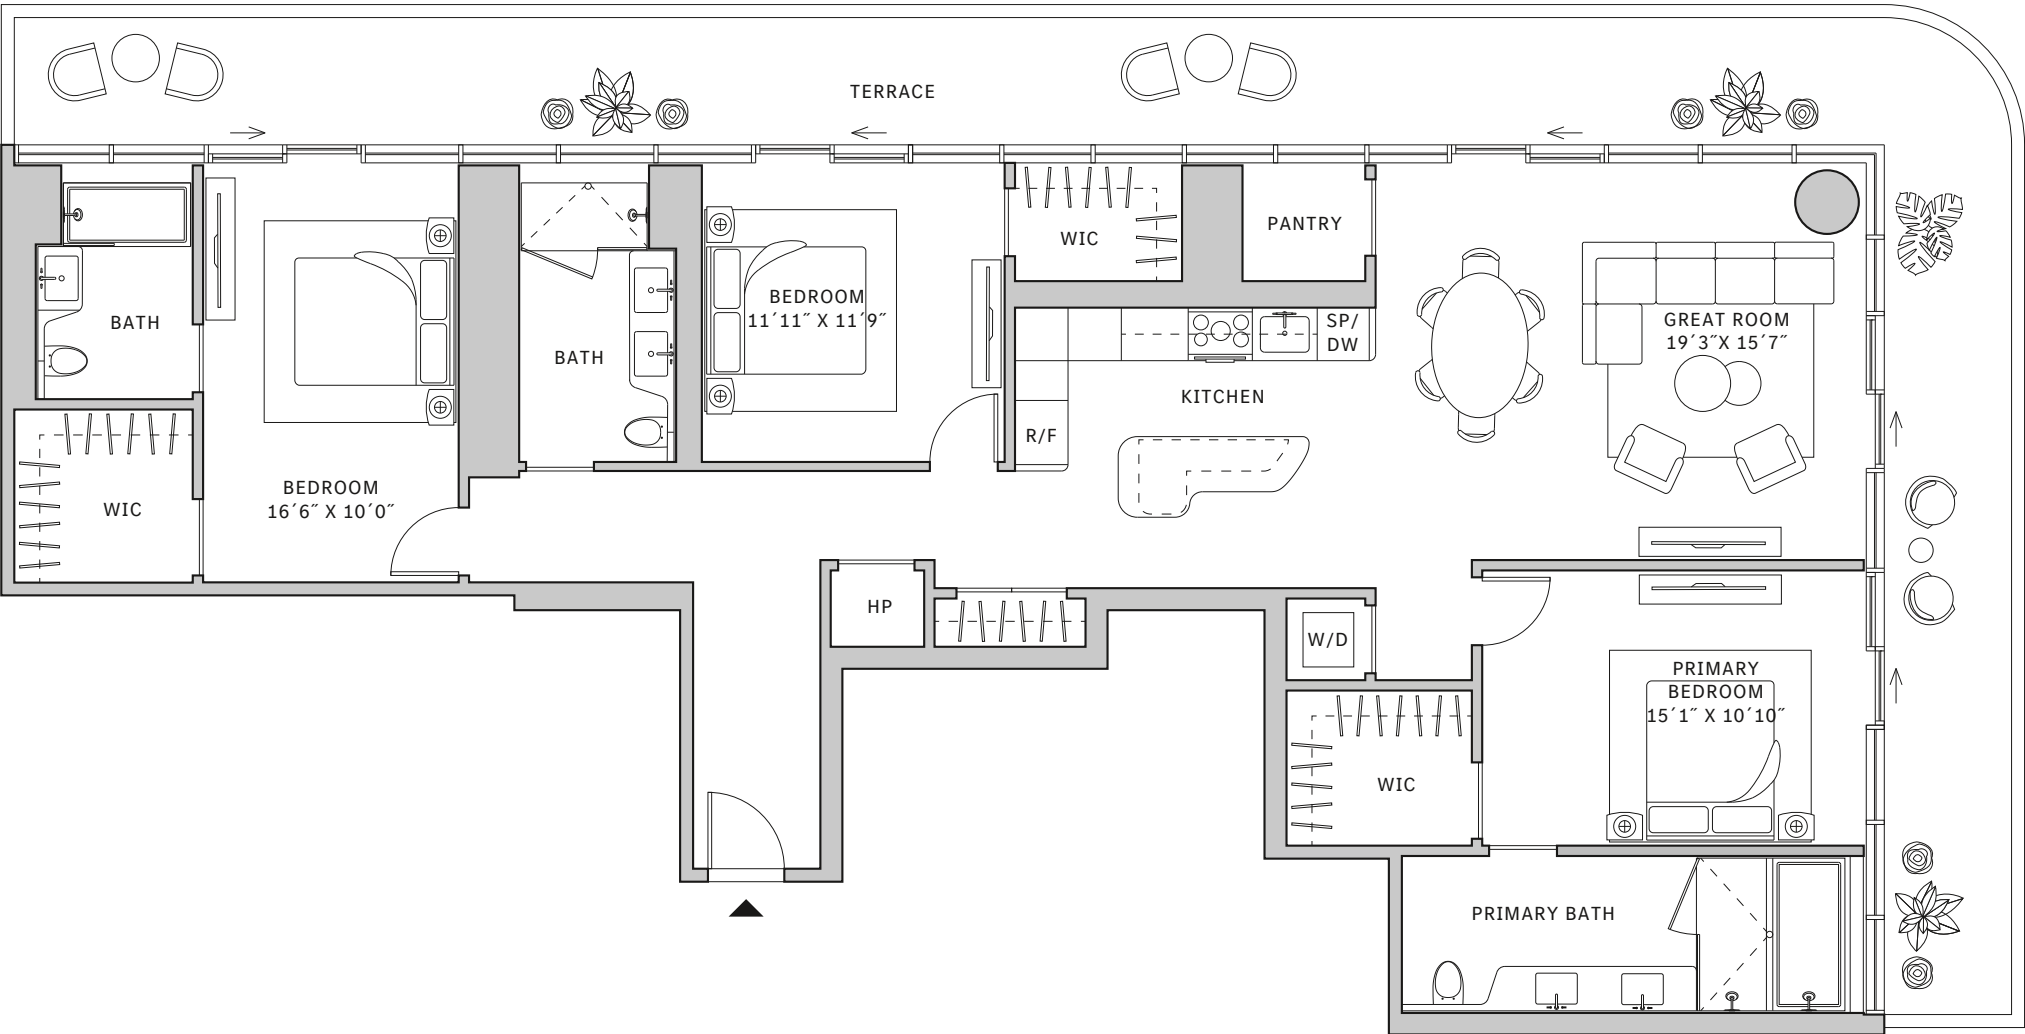 TERRACE
BATH
WIC
BEDROOM
16´6˝ X 10´0˝
BATH
BEDROOM
11´11˝ X 11´9˝
WIC
PANTRY
SP/
DW
KITCHEN
R/F
GREAT ROOM
19´3˝X 15´7˝
HP
W/D
WIC
PRIMARY
BEDROOM
15´1˝ X 10´10˝
PRIMARY BATH